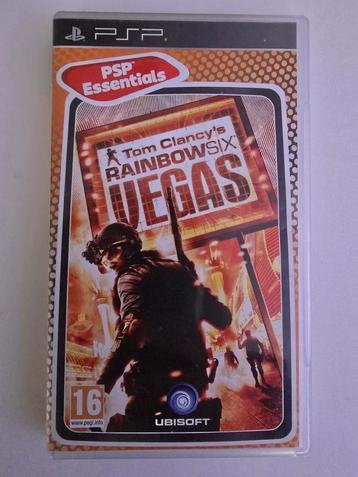 PSP
PSP
Essentials
Tom Clancy's
RAINBOWSIX
VEGAS
16
www.pegi.info
UBISOFT